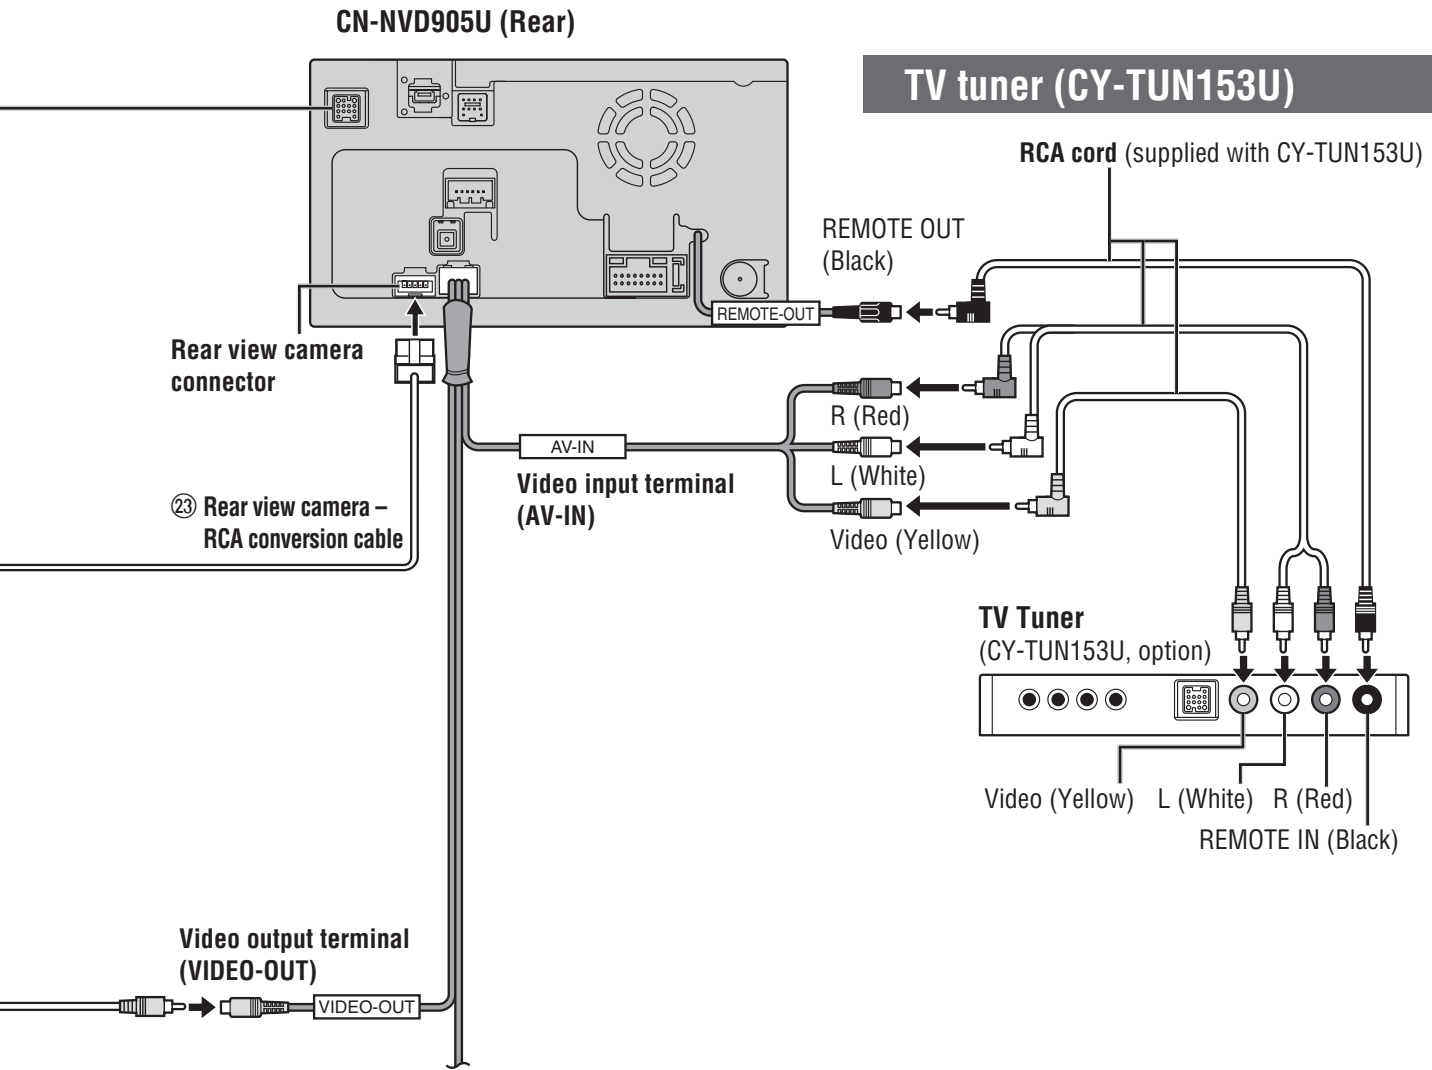 CN-NVD905U (Rear)
TV tuner (CY-TUN153U)
RCA cord (supplied with CY-TUN153U)
REMOTE OUT
(Black)
REMOTE-OUT
Rear view camera
connector
R (Red)
AV-IN
L (White)
Video input terminal
(AV-IN)
Video (Yellow)
㉓ Rear view camera –
RCA conversion cable
TV Tuner
(CY-TUN153U, option)
Video (Yellow)
L (White)
R (Red)
REMOTE IN (Black)
Video output terminal
(VIDEO-OUT)
VIDEO-OUT